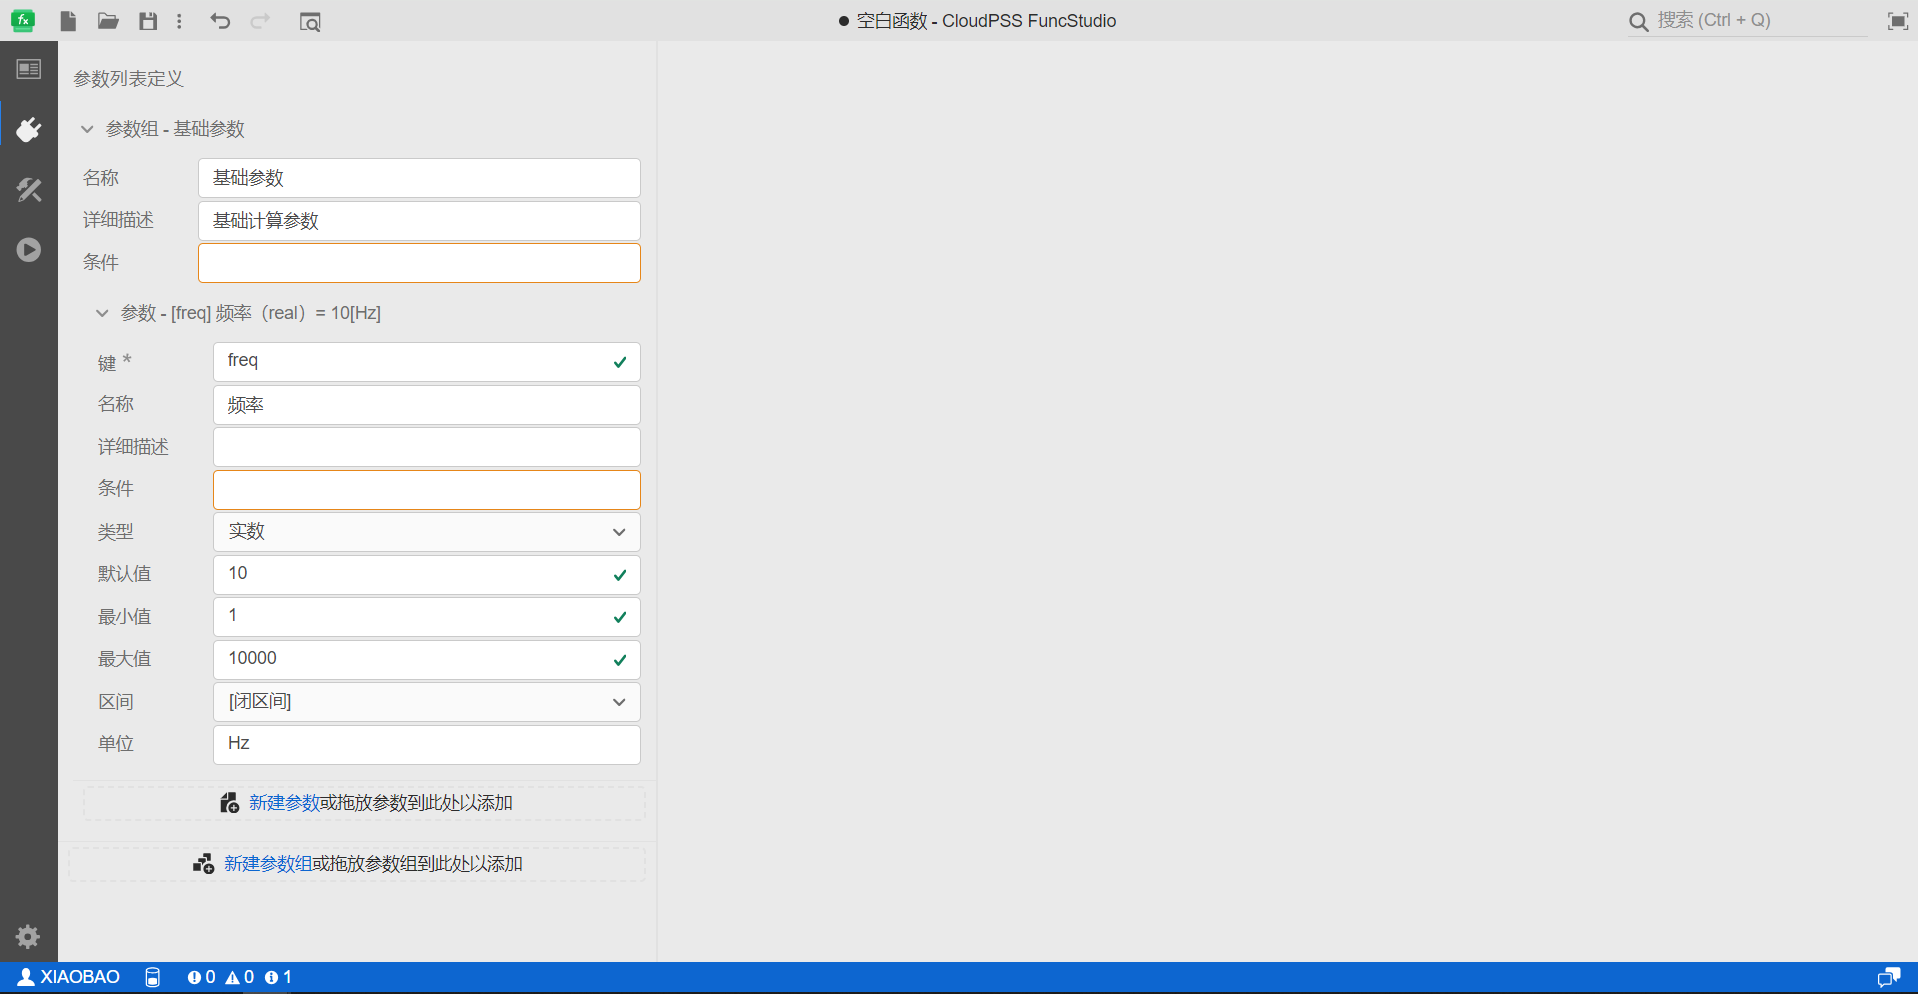 fx
● 空白函数 - CloudPSS FuncStudio
搜索 (Ctrl + Q)
参数列表定义
参数组 - 基础参数
名称 基础参数
详细描述 基础计算参数
条件
参数 - [freq] 频率（real）= 10[Hz]
键 * freq
名称 频率
详细描述
条件
类型 实数
默认值 10
最小值 1
最大值 10000
区间 [闭区间]
单位 Hz
新建参数或拖放参数到此处以添加
新建参数组或拖放参数组到此处以添加
XIAOBAO 0 0 1